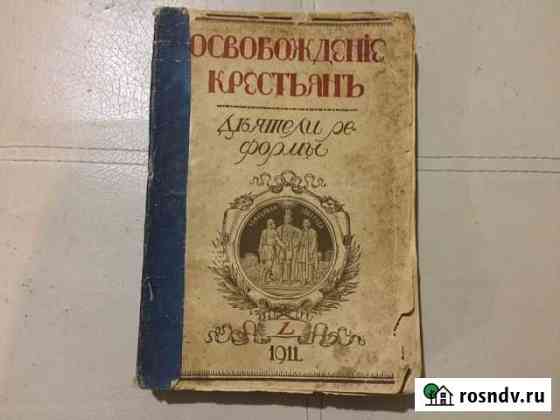 ОСВОБОЖДЕНІЕ
КРЕСТЬЯНЪ
Дѣятели ре-
формы
1911
rosndv.ru